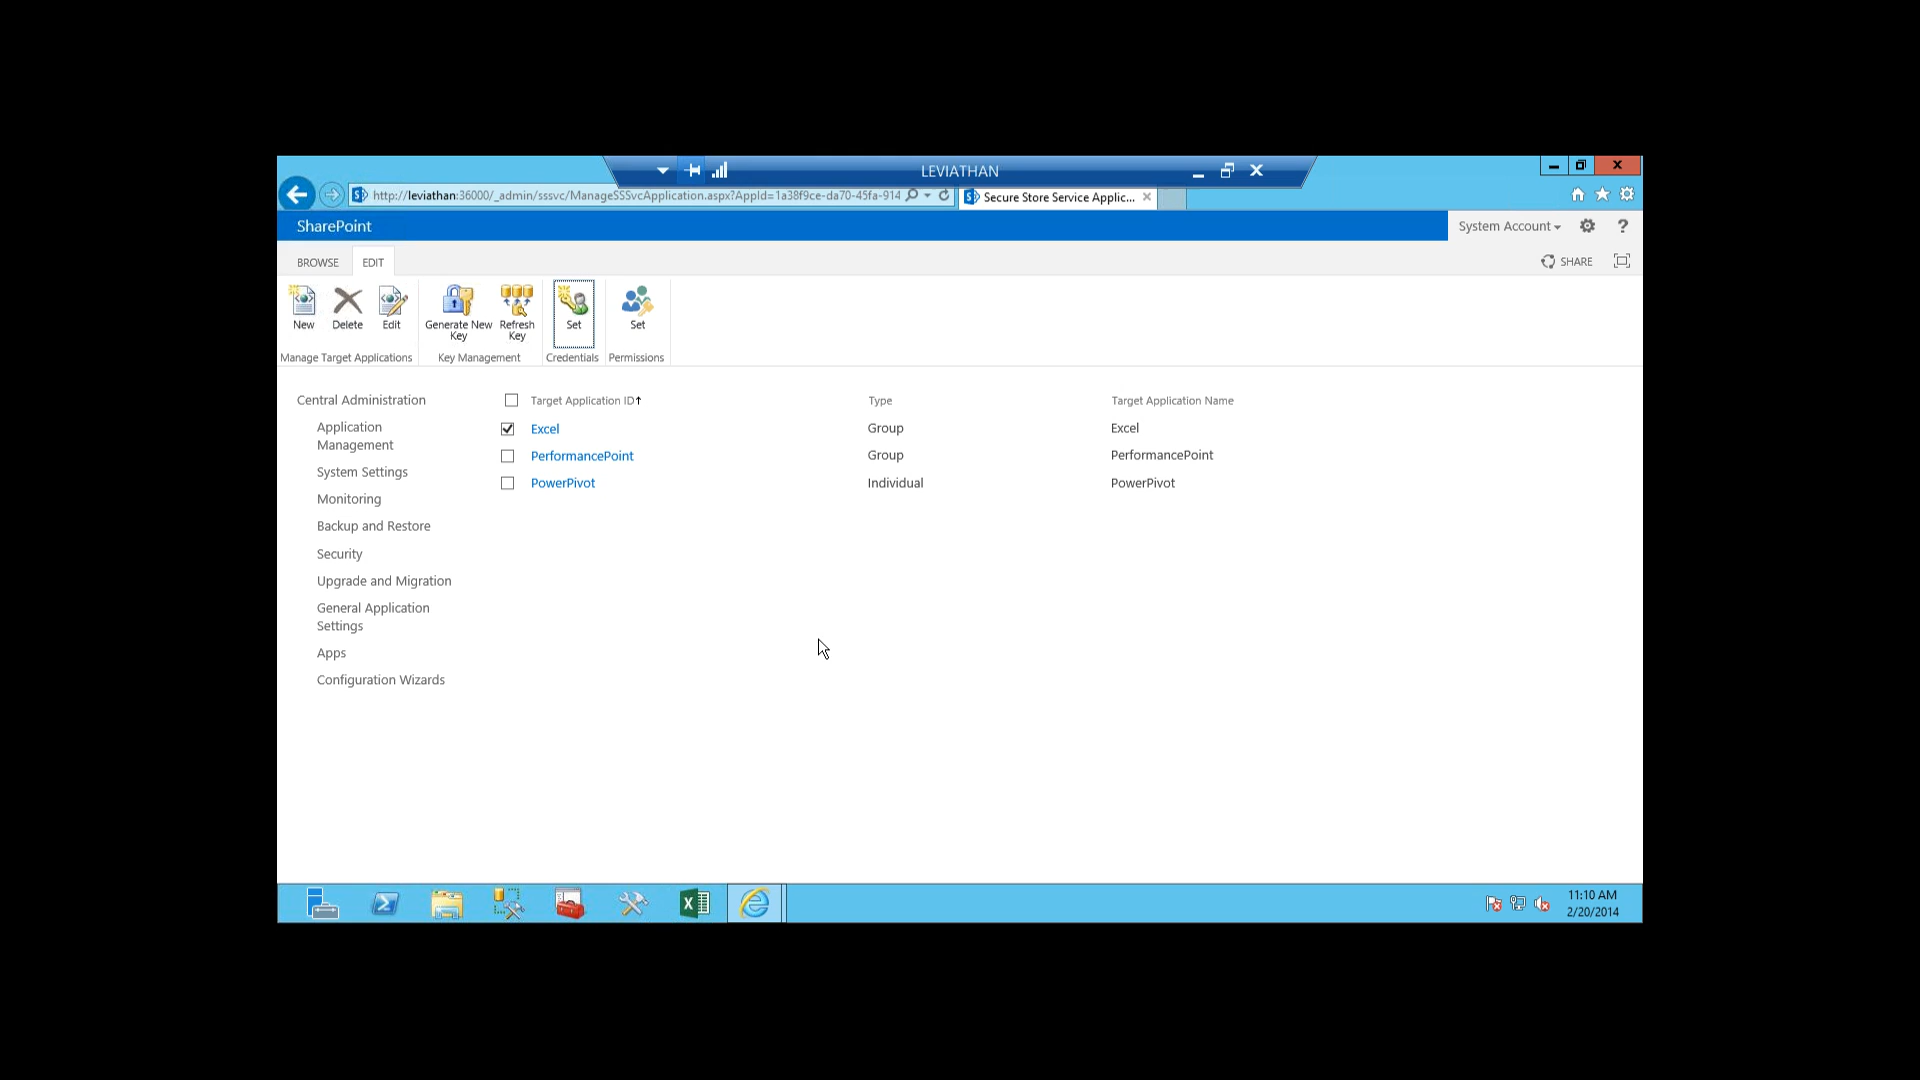 LEVIATHAN
http://leviathan:36000/_admin/sssvc/ManageSSSvcApplication.aspx?AppId=1a38f9ce-da70-45fa-914
Secure Store Service Applic...
SharePoint
System Account
?
BROWSE
EDIT
SHARE
New
Delete
Edit
Generate New
Key
Refresh
Key
Set
Set
Manage Target Applications
Key Management
Credentials
Permissions
Central Administration
Application
Management
System Settings
Monitoring
Backup and Restore
Security
Upgrade and Migration
General Application
Settings
Apps
Configuration Wizards
Target Application ID
Type
Target Application Name
Excel
Group
Excel
PerformancePoint
Group
PerformancePoint
PowerPivot
Individual
PowerPivot
11:10 AM
2/20/2014